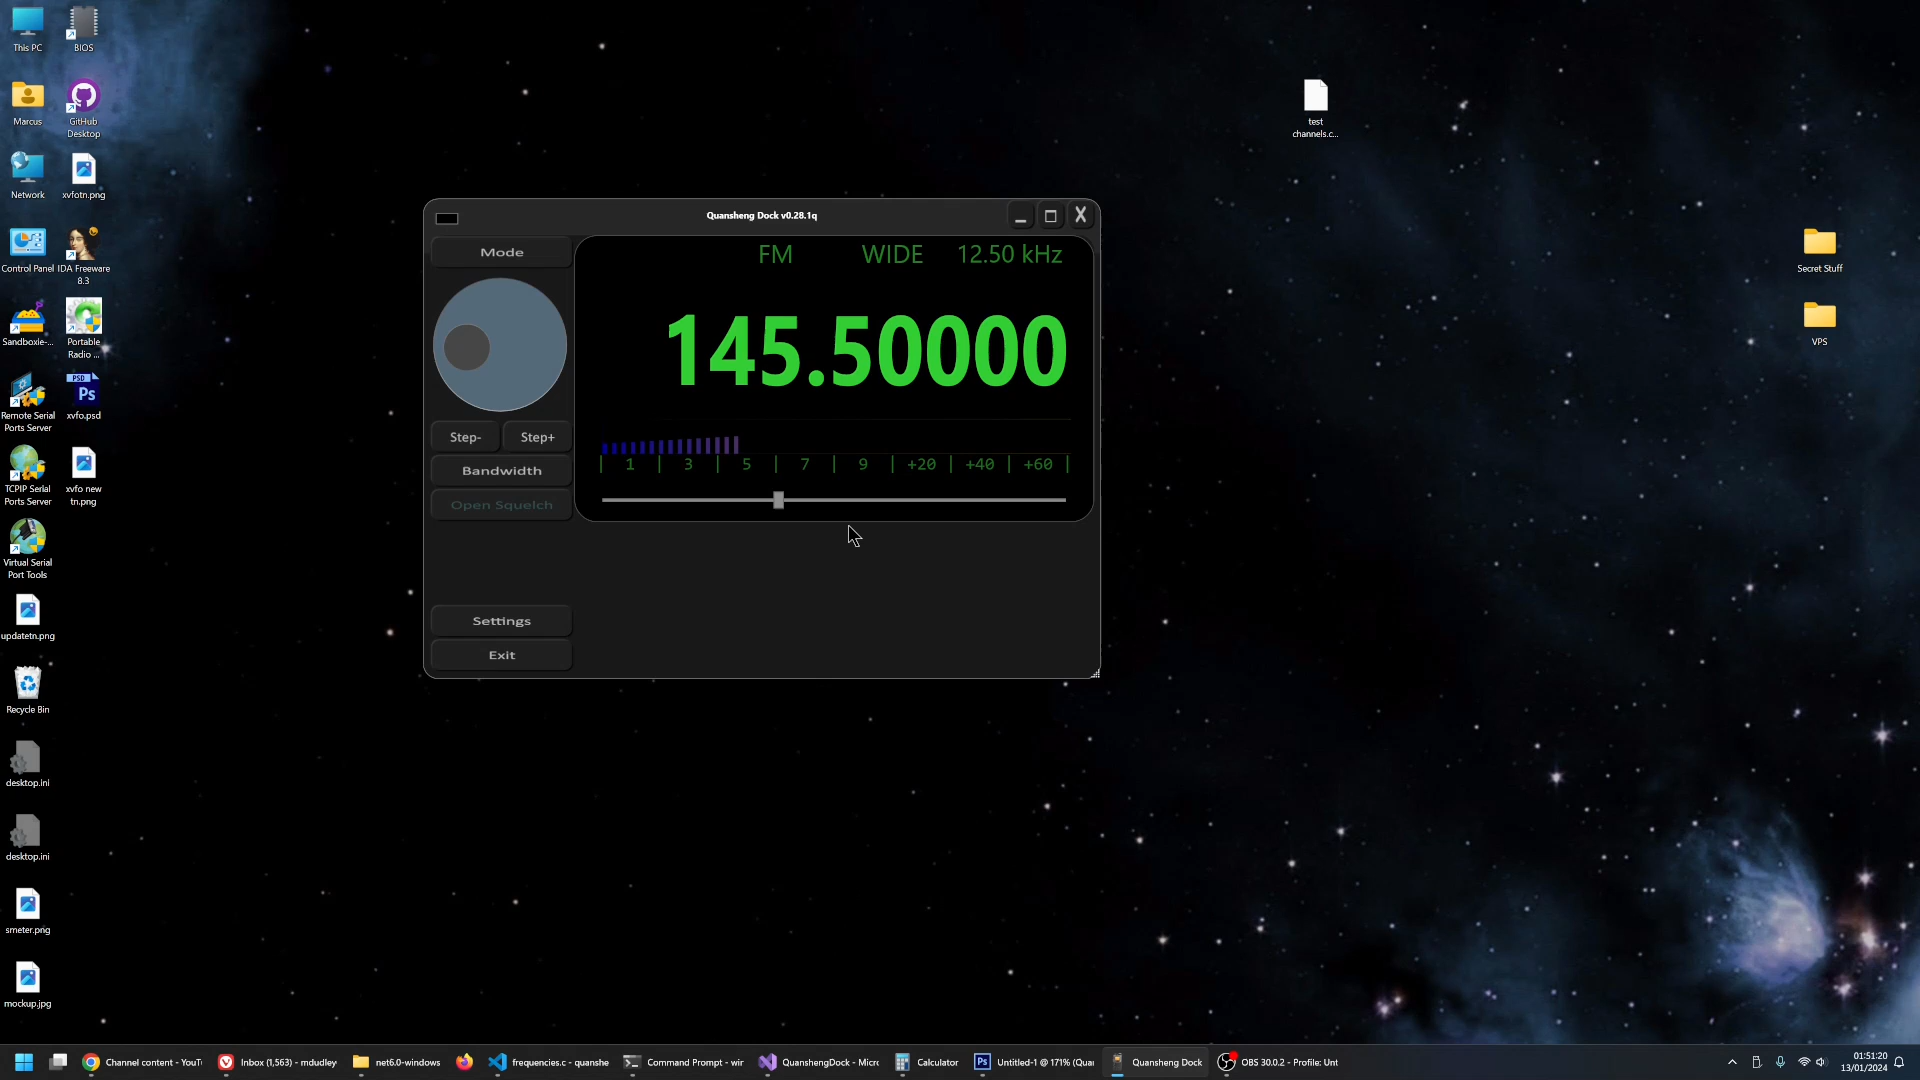 This PC
BIOS
Marcus
GitHub
Desktop
Network
xvfotn.png
Control Panel
IDA Freeware
8.3
Sandboxie-...
Portable
Radio ...
Remote Serial
Ports Server
PSD
Ps
xvfo.psd
TCPIP Serial
Ports Server
xvfo new
tn.png
Virtual Serial
Port Tools
updatetn.png
Recycle Bin
desktop.ini
desktop.ini
smeter.png
mockup.jpg
test
channels.c...
Secret Stuff
VPS
Quansheng Dock v0.28.1q
X
Mode
FM WIDE 12.50 kHz
145.50000
Step- Step+
Bandwidth
Open Squelch
| 1 | 3 | 5 | 7 | 9 | +20 | +40 | +60 |
Settings
Exit
Channel content - YouT
Inbox (1,563) - mdudley
net6.0-windows
frequencies.c - quanshe
Command Prompt - wir
QuanshengDock - Micro
Calculator
Ps
Untitled-1 @ 171% (Qua
Quansheng Dock
OBS 30.0.2 - Profile: Unt
01:51:20
13/01/2024